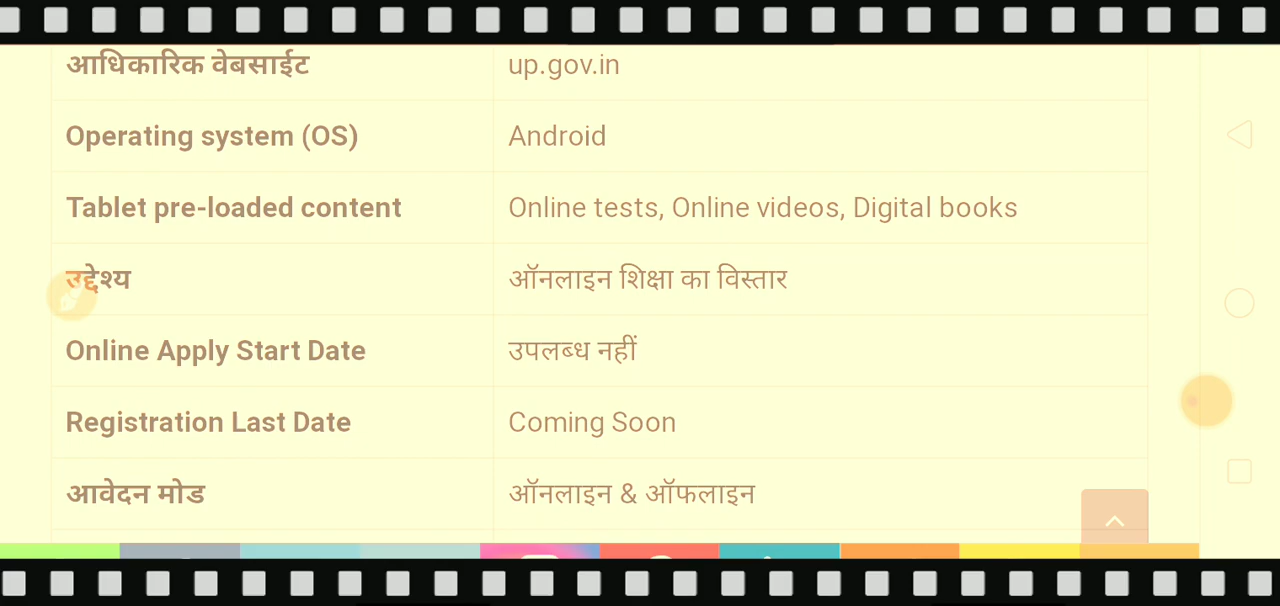 आधिकारिक वेबसाईट up.gov.in
Operating system (OS) Android
Tablet pre-loaded content Online tests, Online videos, Digital books
उद्देश्य ऑनलाइन शिक्षा का विस्तार
Online Apply Start Date उपलब्ध नहीं
Registration Last Date Coming Soon
आवेदन मोड ऑनलाइन & ऑफलाइन